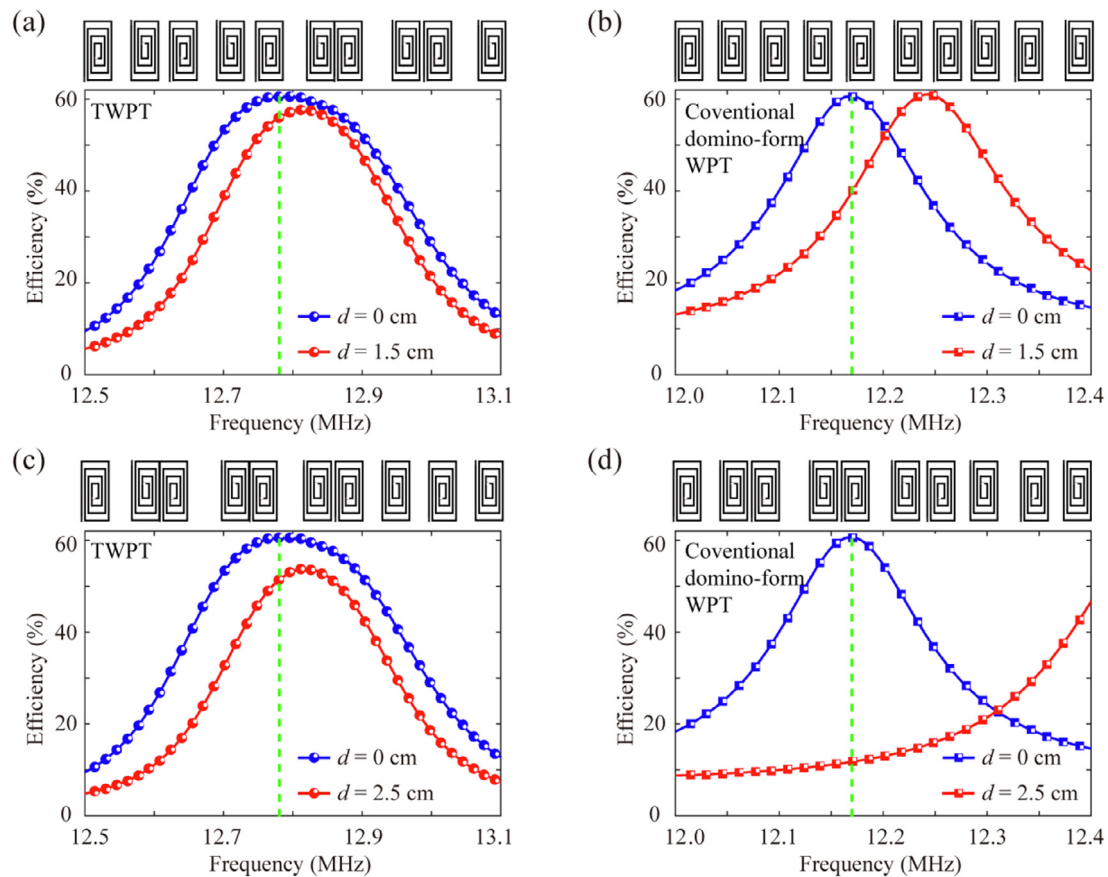 (a)
TWPT
Efficiency (%)
60
40
20
0
d = 0 cm
d = 1.5 cm
12.5
12.7
12.9
13.1
Frequency (MHz)
(b)
Coventional
domino-form
WPT
Efficiency (%)
60
40
20
0
d = 0 cm
d = 1.5 cm
12.0
12.1
12.2
12.3
12.4
Frequency (MHz)
(c)
TWPT
Efficiency (%)
60
40
20
0
d = 0 cm
d = 2.5 cm
12.5
12.7
12.9
13.1
Frequency (MHz)
(d)
Coventional
domino-form
WPT
Efficiency (%)
60
40
20
0
d = 0 cm
d = 2.5 cm
12.0
12.1
12.2
12.3
12.4
Frequency (MHz)